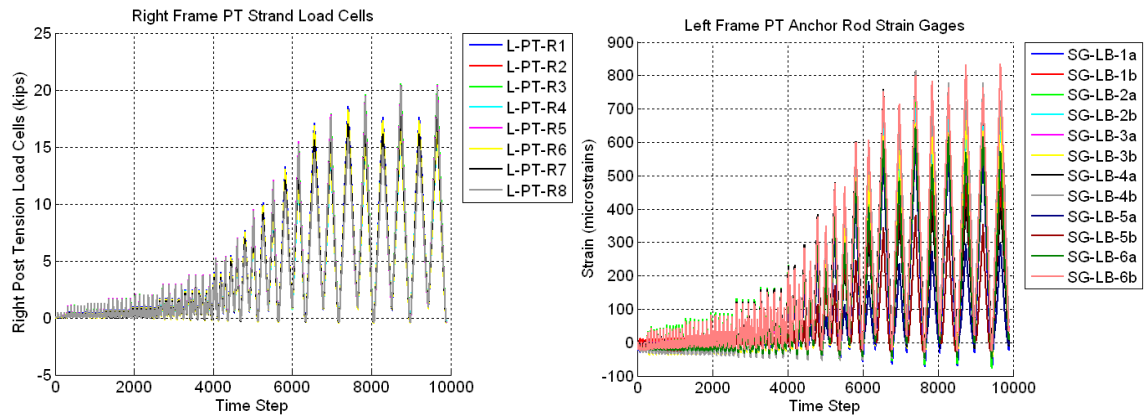 Right Frame PT Strand Load Cells
Right Post Tension Load Cells (kips)
25
20
15
10
5
0
-5
0 2000 4000 6000 8000 10000
Time Step
L-PT-R1
L-PT-R2
L-PT-R3
L-PT-R4
L-PT-R5
L-PT-R6
L-PT-R7
L-PT-R8
Left Frame PT Anchor Rod Strain Gages
Strain (microstrains)
900
800
700
600
500
400
300
200
100
0
-100
0 2000 4000 6000 8000 10000
Time Step
SG-LB-1a
SG-LB-1b
SG-LB-2a
SG-LB-2b
SG-LB-3a
SG-LB-3b
SG-LB-4a
SG-LB-4b
SG-LB-5a
SG-LB-5b
SG-LB-6a
SG-LB-6b